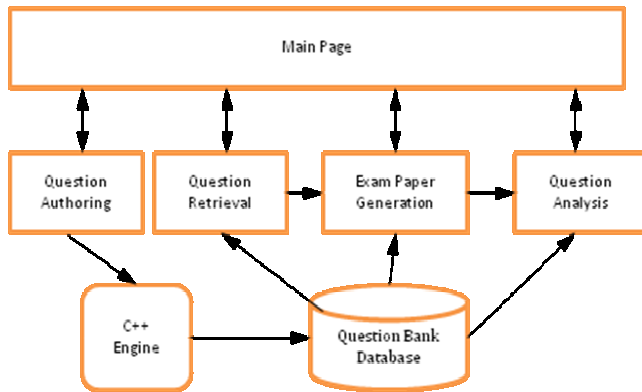 Main Page
Question
Authoring
Question
Retrieval
Exam Paper
Generation
Question
Analysis
C++
Engine
Question Bank
Database